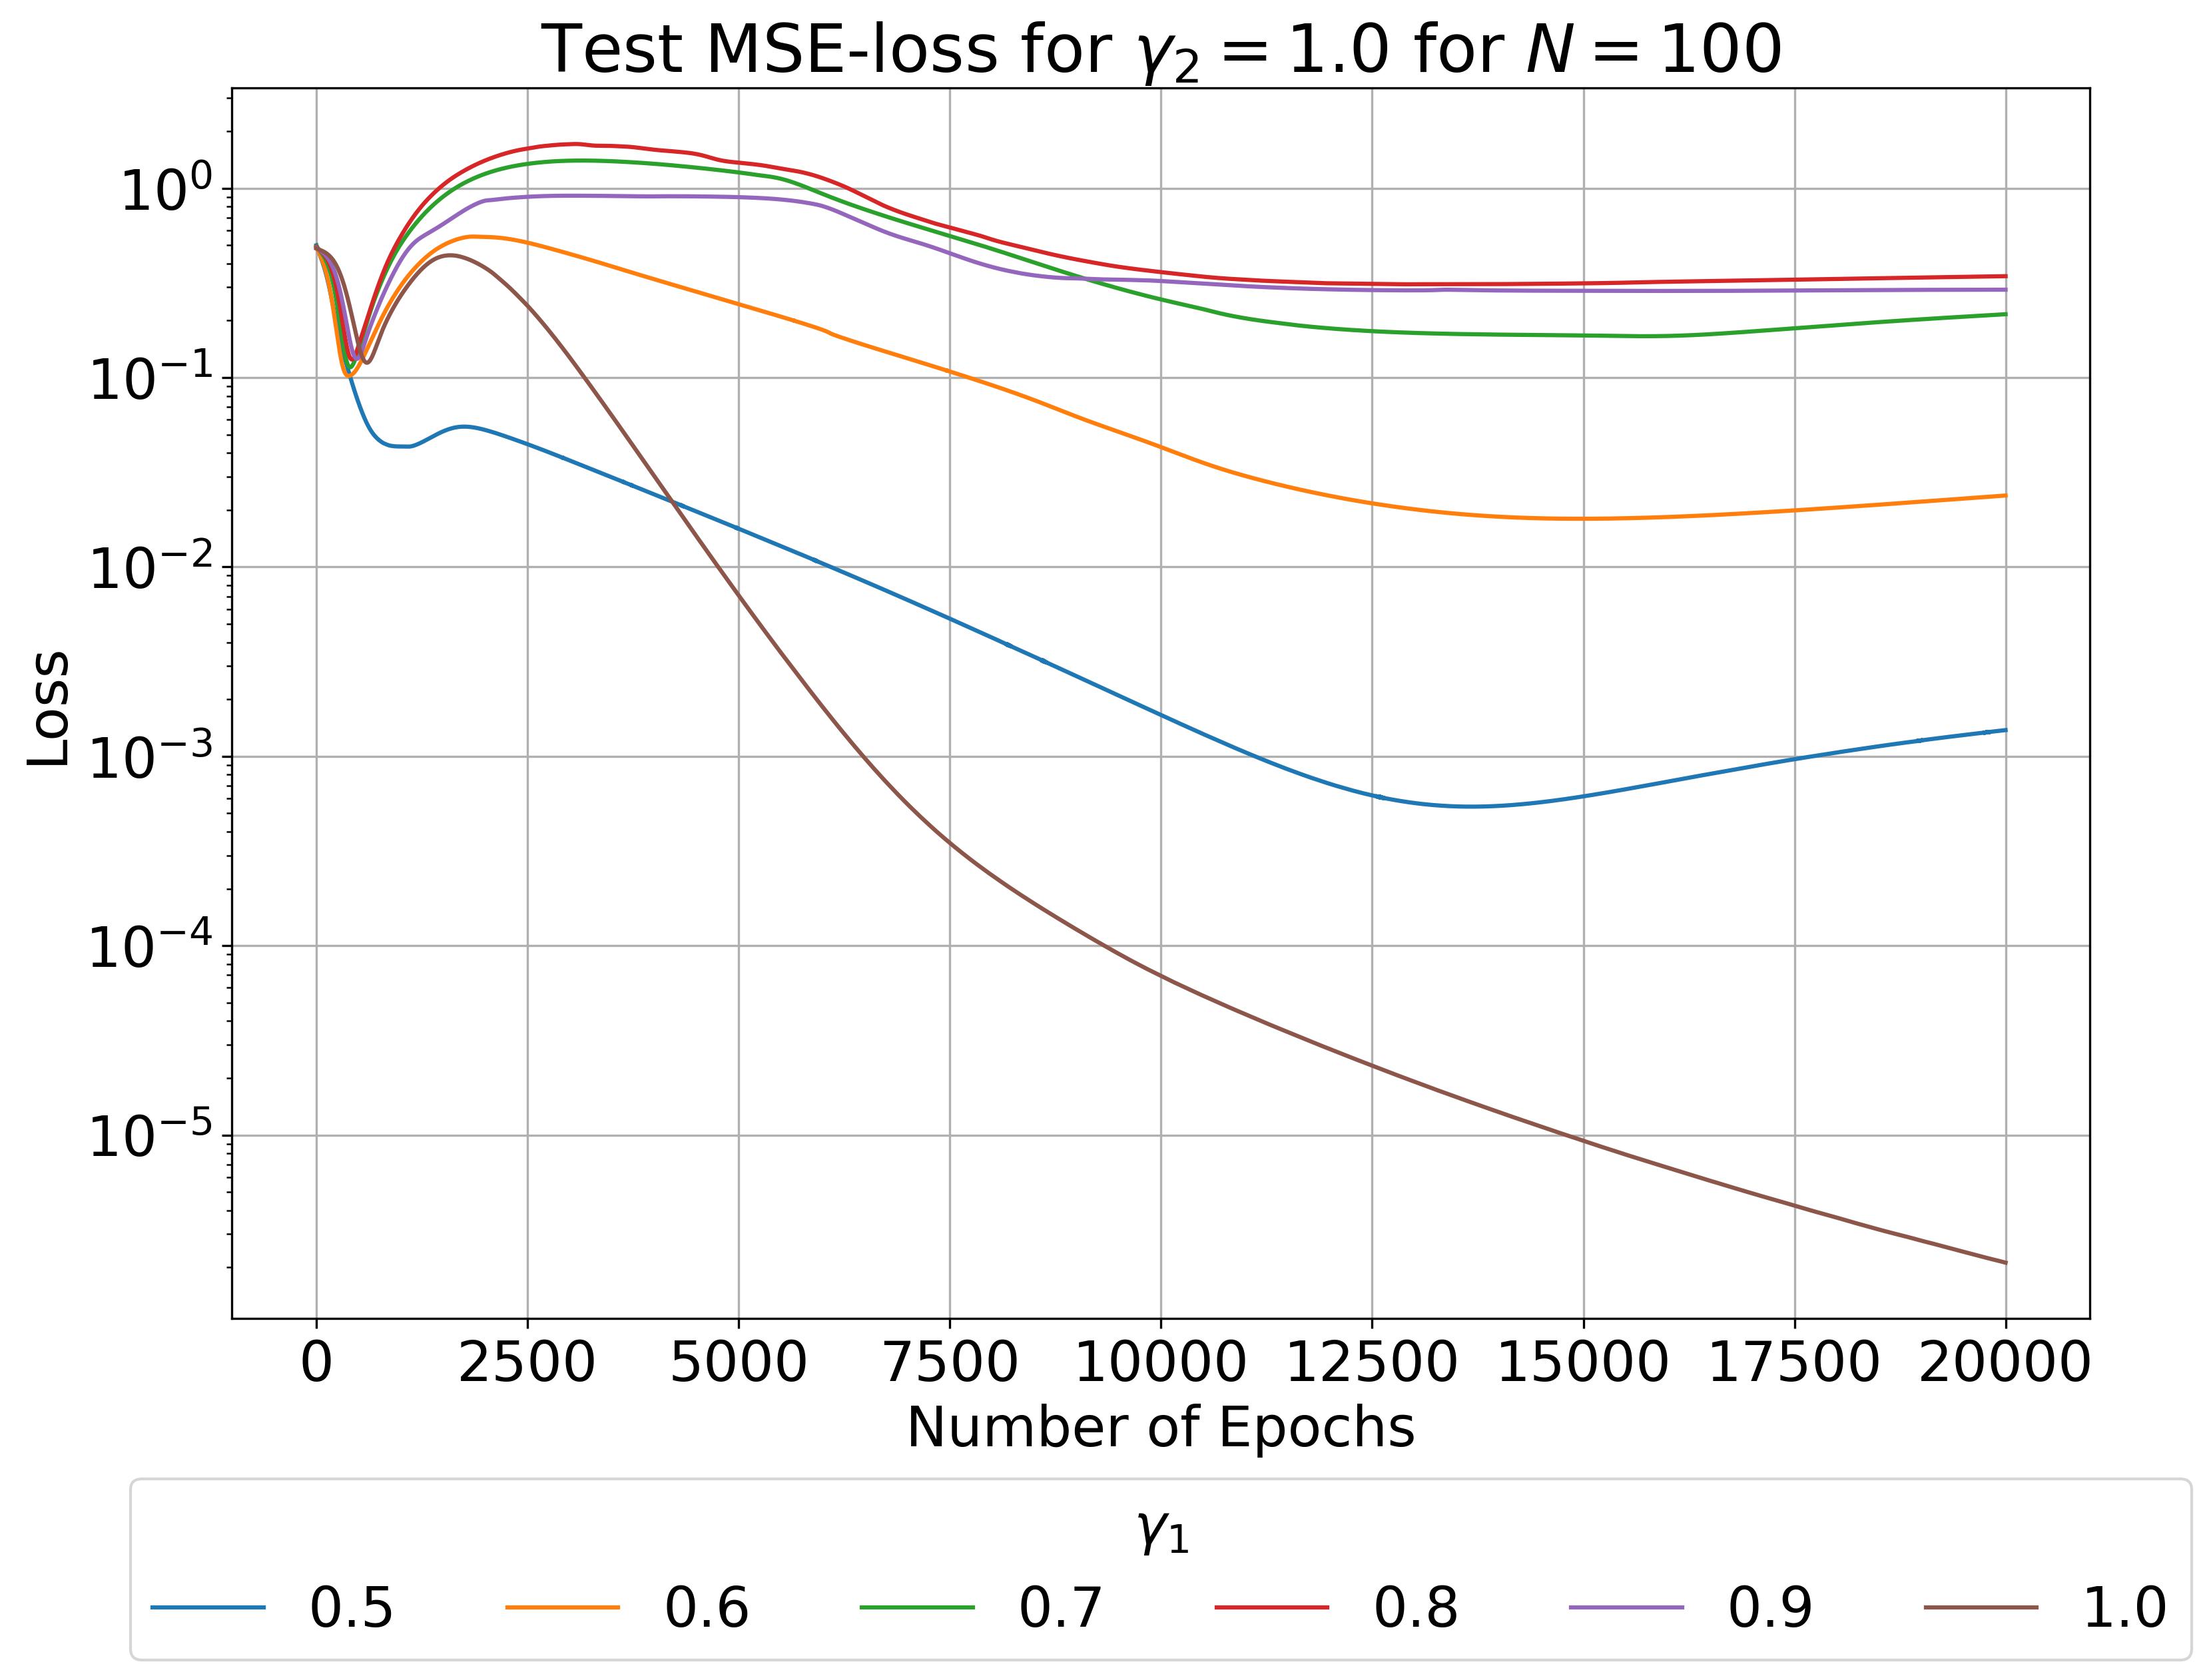 Test MSE-loss for γ₂ = 1.0 for N = 100
10⁰
10⁻¹
10⁻²
10⁻³
10⁻⁴
10⁻⁵
Loss
0 2500 5000 7500 10000 12500 15000 17500 20000
Number of Epochs
γ₁
0.5 0.6 0.7 0.8 0.9 1.0